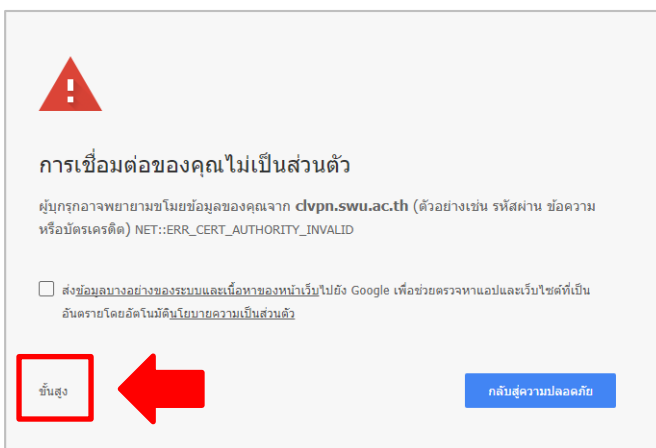 การเชื่อมต่อของคุณไม่เป็นส่วนตัว
ผู้บุกรุกอาจพยายามขโมยข้อมูลของคุณจาก clvpn.swu.ac.th (ตัวอย่างเช่น รหัสผ่าน ข้อความ
หรือบัตรเครดิต) NET::ERR_CERT_AUTHORITY_INVALID
ส่งข้อมูลบางอย่างของระบบและเนื้อหาของหน้าเว็บไปยัง Google เพื่อช่วยตรวจหาแอปและเว็บไซต์ที่เป็น
อันตรายโดยอัตโนมัตินโยบายความเป็นส่วนตัว
ขั้นสูง
กลับสู่ความปลอดภัย